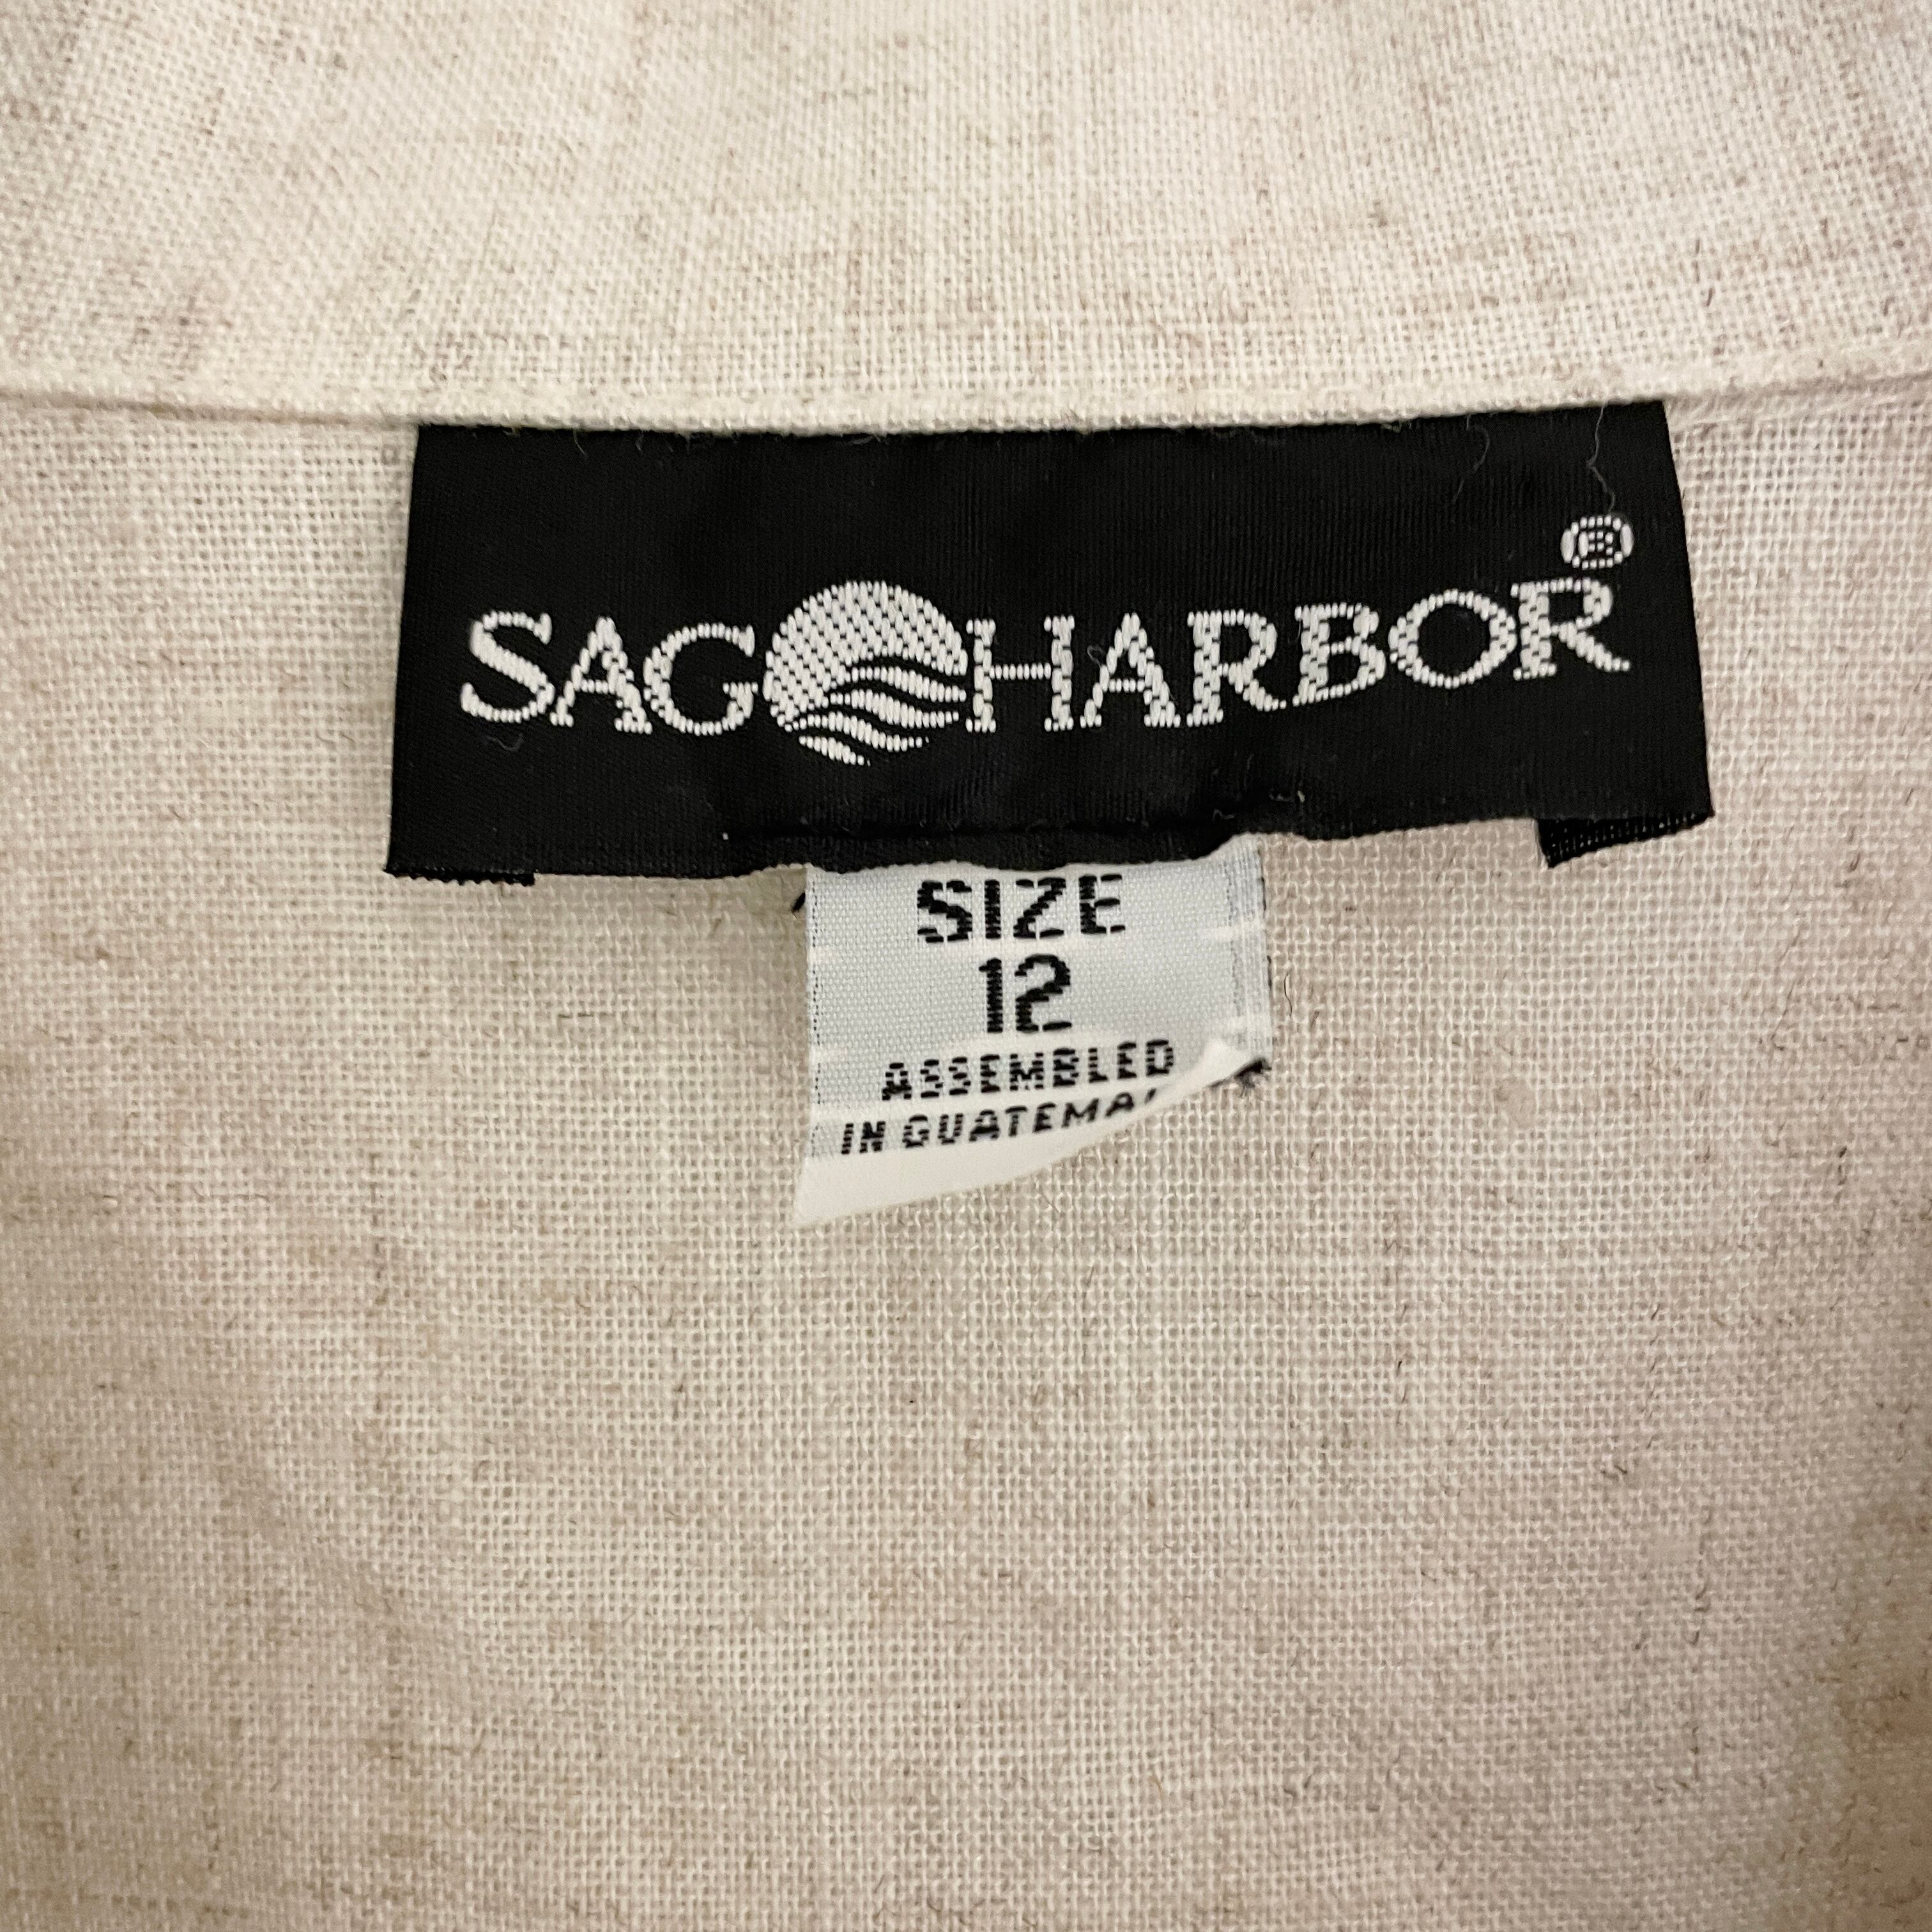 SAG HARBOR®
SIZE
12
ASSEMBLED
IN GUATEMAL